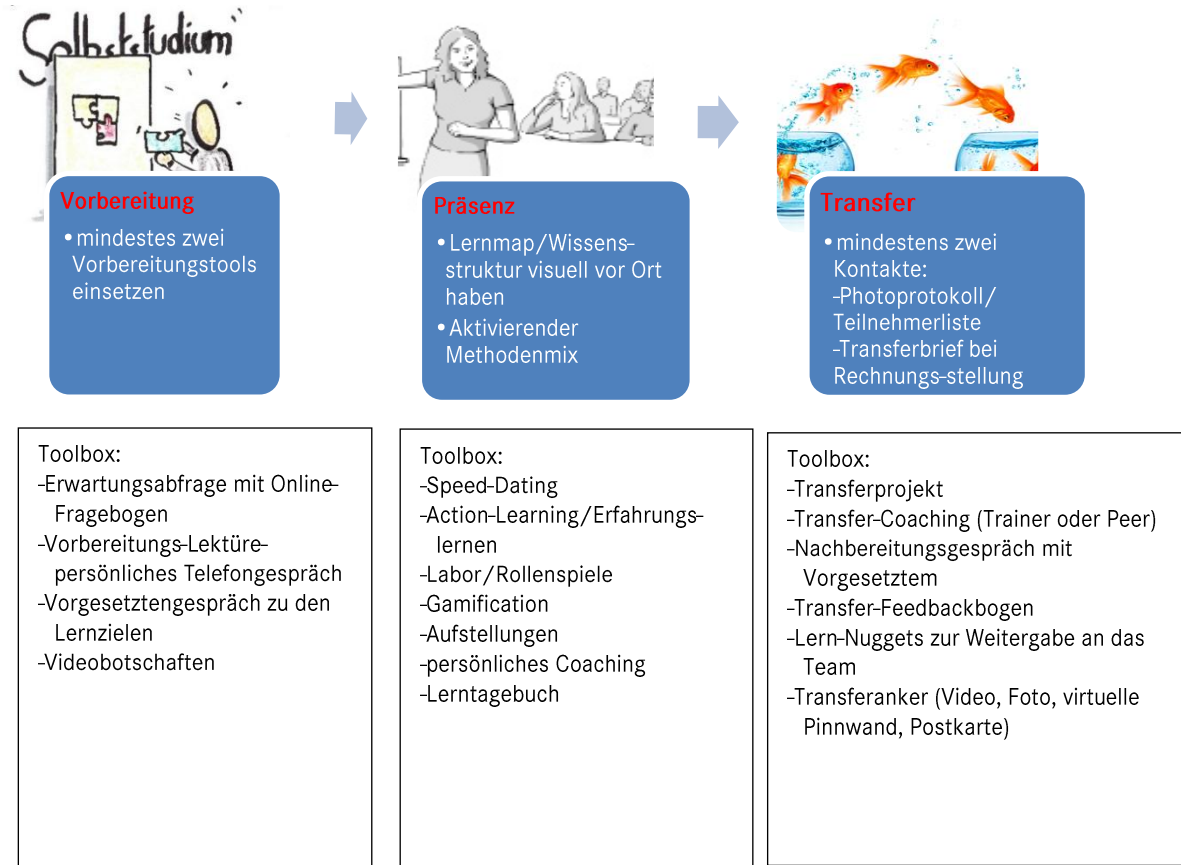 Selbststudium
Vorbereitung
• mindestes zwei
Vorbereitungstools
einsetzen
Präsenz
• Lernmap/Wissens-
struktur visuell vor Ort
haben
• Aktivierender
Methodenmix
Transfer
• mindestens zwei
Kontakte:
-Photoprotokoll/
Teilnehmerliste
-Transferbrief bei
Rechnungs-stellung
Toolbox:
-Erwartungsabfrage mit Online-
Fragebogen
-Vorbereitungs-Lektüre-
persönliches Telefongespräch
-Vorgesetztengespräch zu den
Lernzielen
-Videobotschaften
Toolbox:
-Speed-Dating
-Action-Learning/Erfahrungs-
lernen
-Labor/Rollenspiele
-Gamification
-Aufstellungen
-persönliches Coaching
-Lerntagebuch
Toolbox:
-Transferprojekt
-Transfer-Coaching (Trainer oder Peer)
-Nachbereitungsgespräch mit
Vorgesetztem
-Transfer-Feedbackbogen
-Lern-Nuggets zur Weitergabe an das
Team
-Transferanker (Video, Foto, virtuelle
Pinnwand, Postkarte)